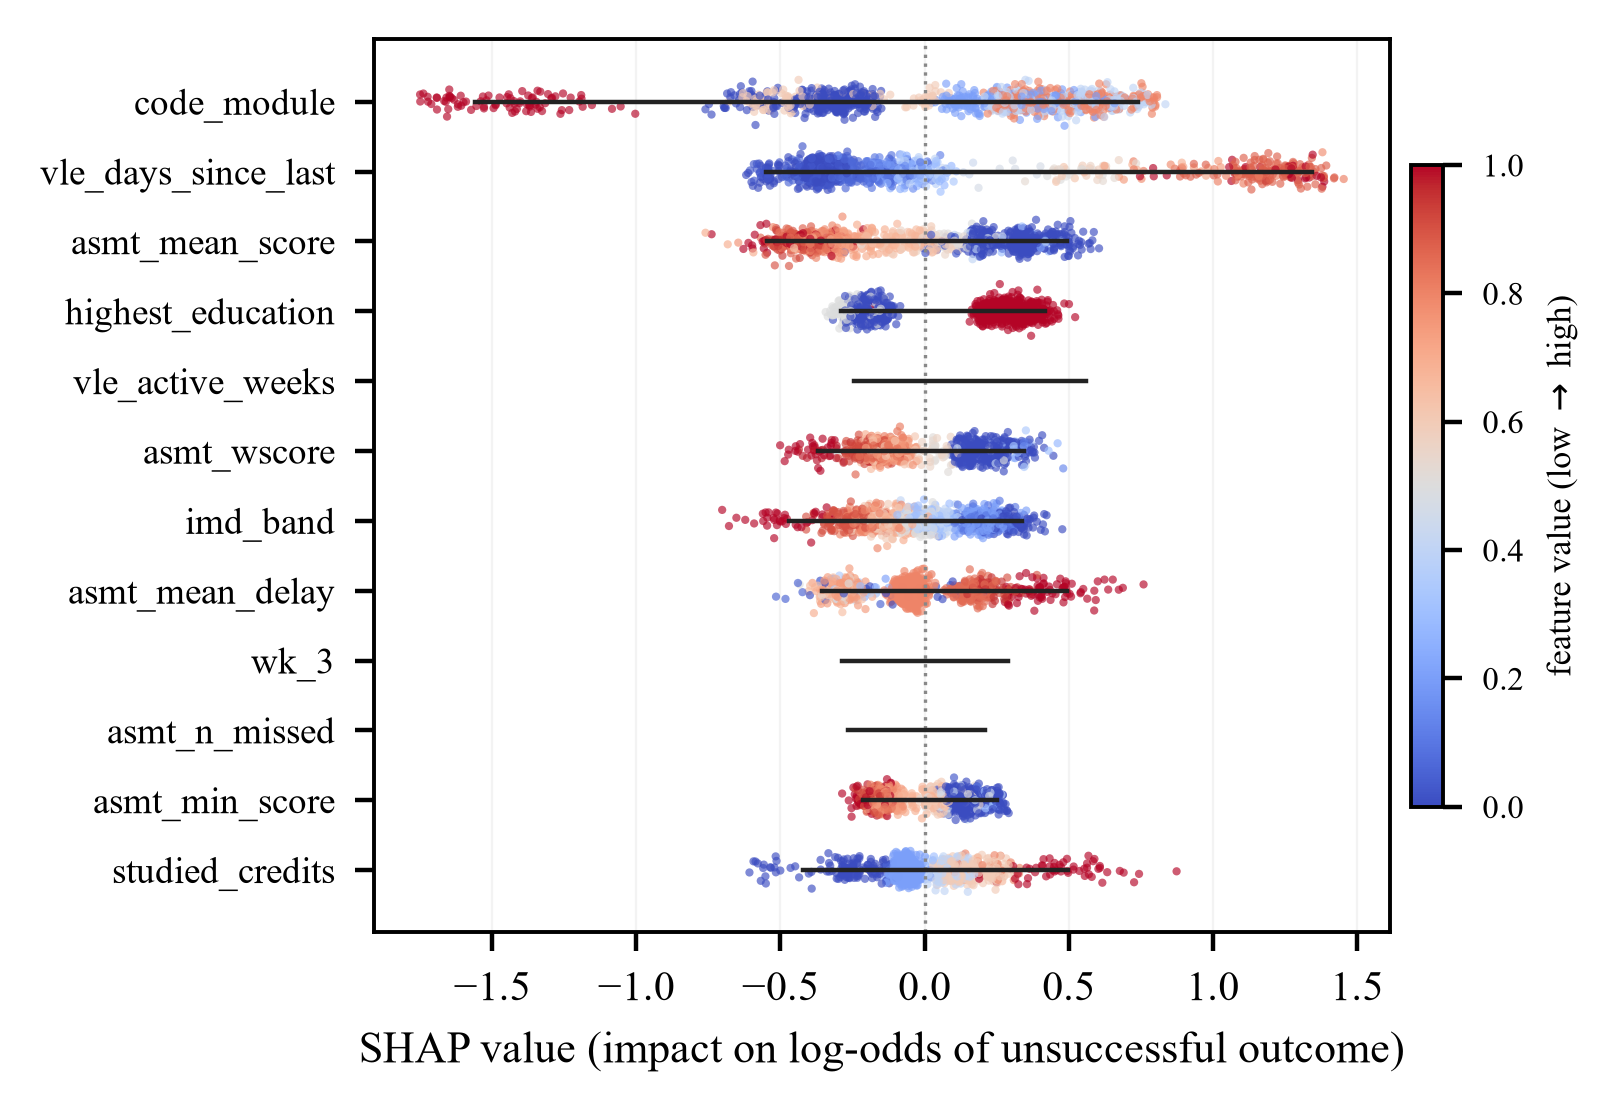 code_module
vle_days_since_last
asmt_mean_score
highest_education
vle_active_weeks
asmt_wscore
imd_band
asmt_mean_delay
wk_3
asmt_n_missed
asmt_min_score
studied_credits
−1.5 −1.0 −0.5 0.0 0.5 1.0 1.5
SHAP value (impact on log-odds of unsuccessful outcome)
1.0
0.8
0.6
0.4
0.2
0.0
feature value (low → high)